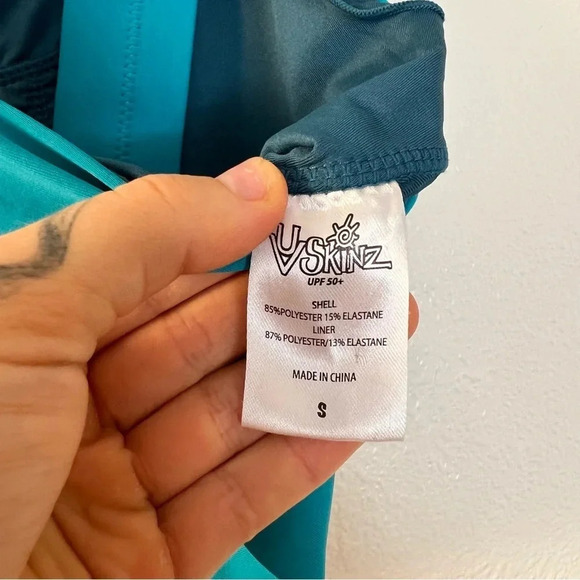 UV SKINZ
UPF 50+
SHELL
85%POLYESTER 15% ELASTANE
LINER
87% POLYESTER/13% ELASTANE
MADE IN CHINA
S